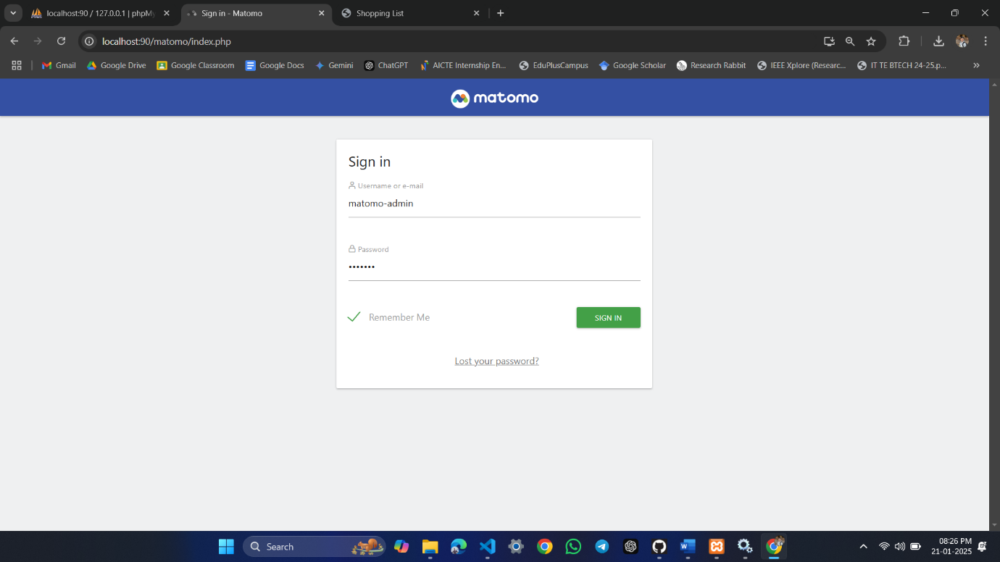 localhost:90 / 127.0.0.1 | phpMy
Sign in - Matomo
Shopping List
localhost:90/matomo/index.php
Gmail
Google Drive
Google Classroom
Google Docs
Gemini
ChatGPT
AICTE Internship En...
EduPlusCampus
Google Scholar
Research Rabbit
IEEE Xplore (Researc...
IT TE BTECH 24-25.p...
matomo
Sign in
Username or e-mail
matomo-admin
Password
•••••••
Remember Me
SIGN IN
Lost your password?
Search
08:26 PM
21-01-2025